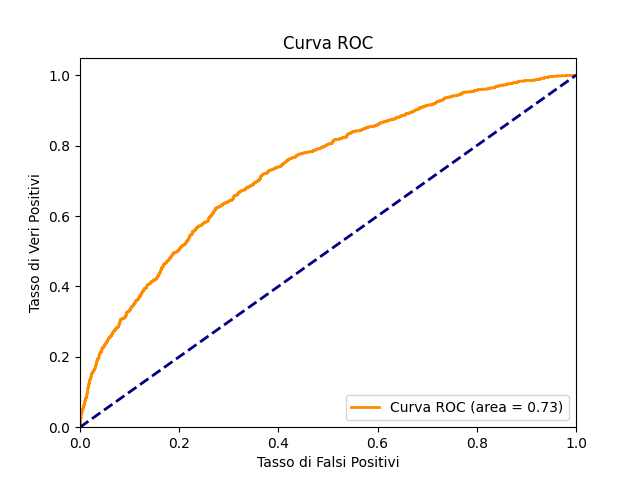 Curva ROC
1.0
0.8
0.6
0.4
0.2
0.0
Tasso di Veri Positivi
0.0 0.2 0.4 0.6 0.8 1.0
Tasso di Falsi Positivi
Curva ROC (area = 0.73)